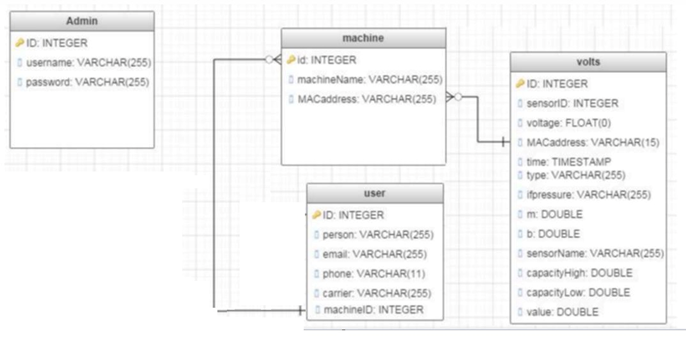 Admin
ID: INTEGER
username: VARCHAR(255)
password: VARCHAR(255)
machine
id: INTEGER
machineName: VARCHAR(255)
MACaddress: VARCHAR(255)
user
ID: INTEGER
person: VARCHAR(255)
email: VARCHAR(255)
phone: VARCHAR(11)
carrier: VARCHAR(255)
machineID: INTEGER
volts
ID: INTEGER
sensorID: INTEGER
voltage: FLOAT(0)
MACaddress: VARCHAR(15)
time: TIMESTAMP
type: VARCHAR(255)
ifpressure: VARCHAR(255)
m: DOUBLE
b: DOUBLE
sensorName: VARCHAR(255)
capacityHigh: DOUBLE
capacityLow: DOUBLE
value: DOUBLE